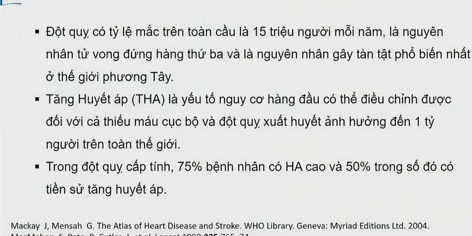 ▪ Đột quỵ có tỷ lệ mắc trên toàn cầu là 15 triệu người mỗi năm, là nguyên
nhân tử vong đứng hàng thứ ba và là nguyên nhân gây tàn tật phổ biến nhất
ở thế giới phương Tây.
▪ Tăng Huyết áp (THA) là yếu tố nguy cơ hàng đầu có thể điều chỉnh được
đối với cả thiếu máu cục bộ và đột quỵ xuất huyết ảnh hưởng đến 1 tỷ
người trên toàn thế giới.
▪ Trong đột quỵ cấp tính, 75% bệnh nhân có HA cao và 50% trong số đó có
tiền sử tăng huyết áp.
Mackay J, Mensah G. The Atlas of Heart Disease and Stroke. WHO Library. Geneva: Myriad Editions Ltd. 2004.